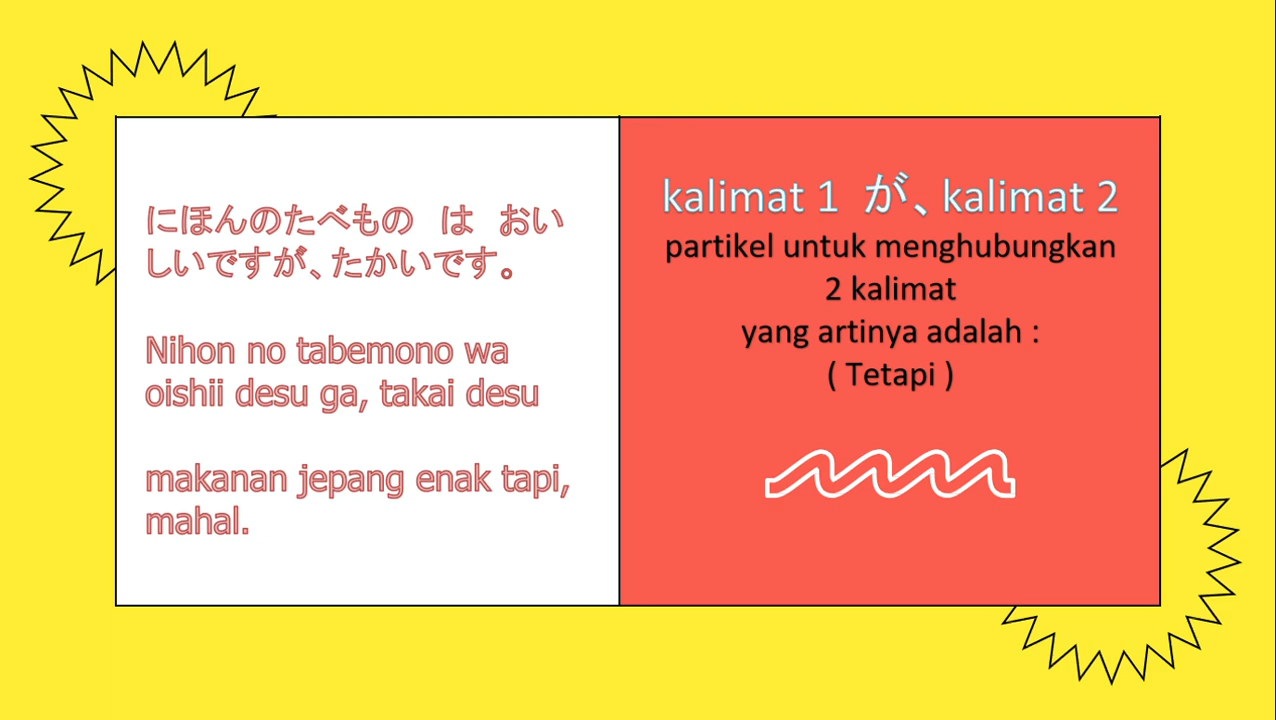 にほんのたべもの　は　おい
しいですが、たかいです。
Nihon no tabemono wa
oishii desu ga, takai desu
makanan jepang enak tapi,
mahal.
kalimat 1 が、kalimat 2
partikel untuk menghubungkan
2 kalimat
yang artinya adalah :
( Tetapi )